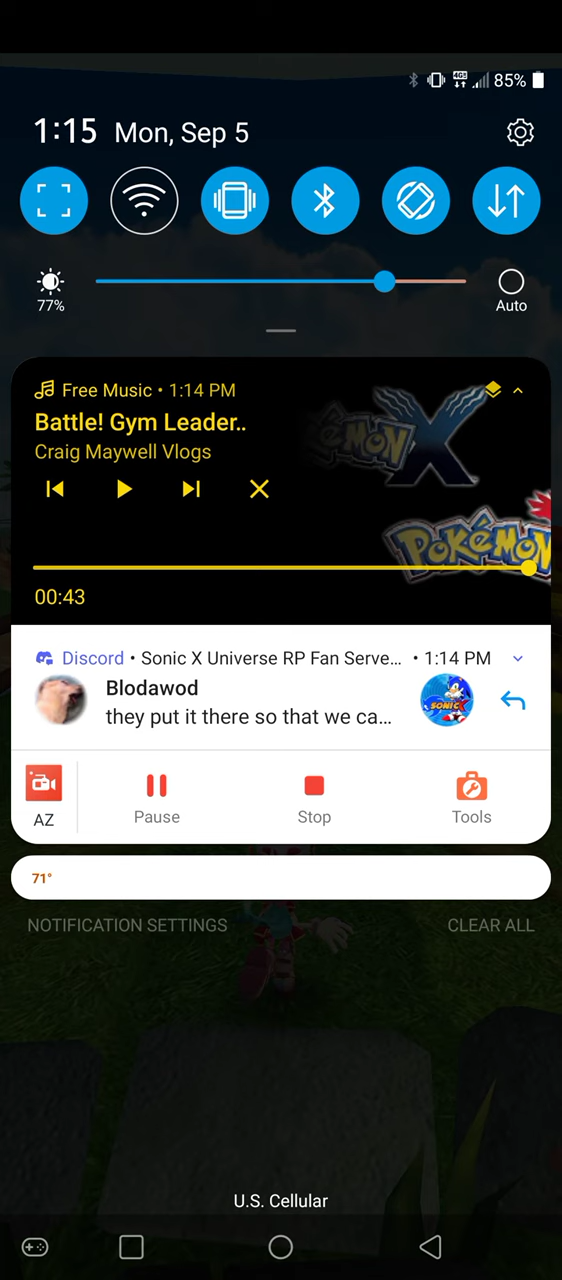 4GS 85%
1:15 Mon, Sep 5
77%
Auto
Free Music • 1:14 PM
Battle! Gym Leader..
Craig Maywell Vlogs
POKéMON X
POKéMON
00:43
Discord • Sonic X Universe RP Fan Serve... • 1:14 PM
Blodawod
they put it there so that we ca...
SONIC X
AZ
Pause
Stop
Tools
71°
NOTIFICATION SETTINGS
CLEAR ALL
U.S. Cellular